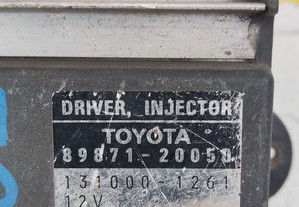 DRIVER, INJECTOR
TOYOTA
89871-20050
131000-1261
12V